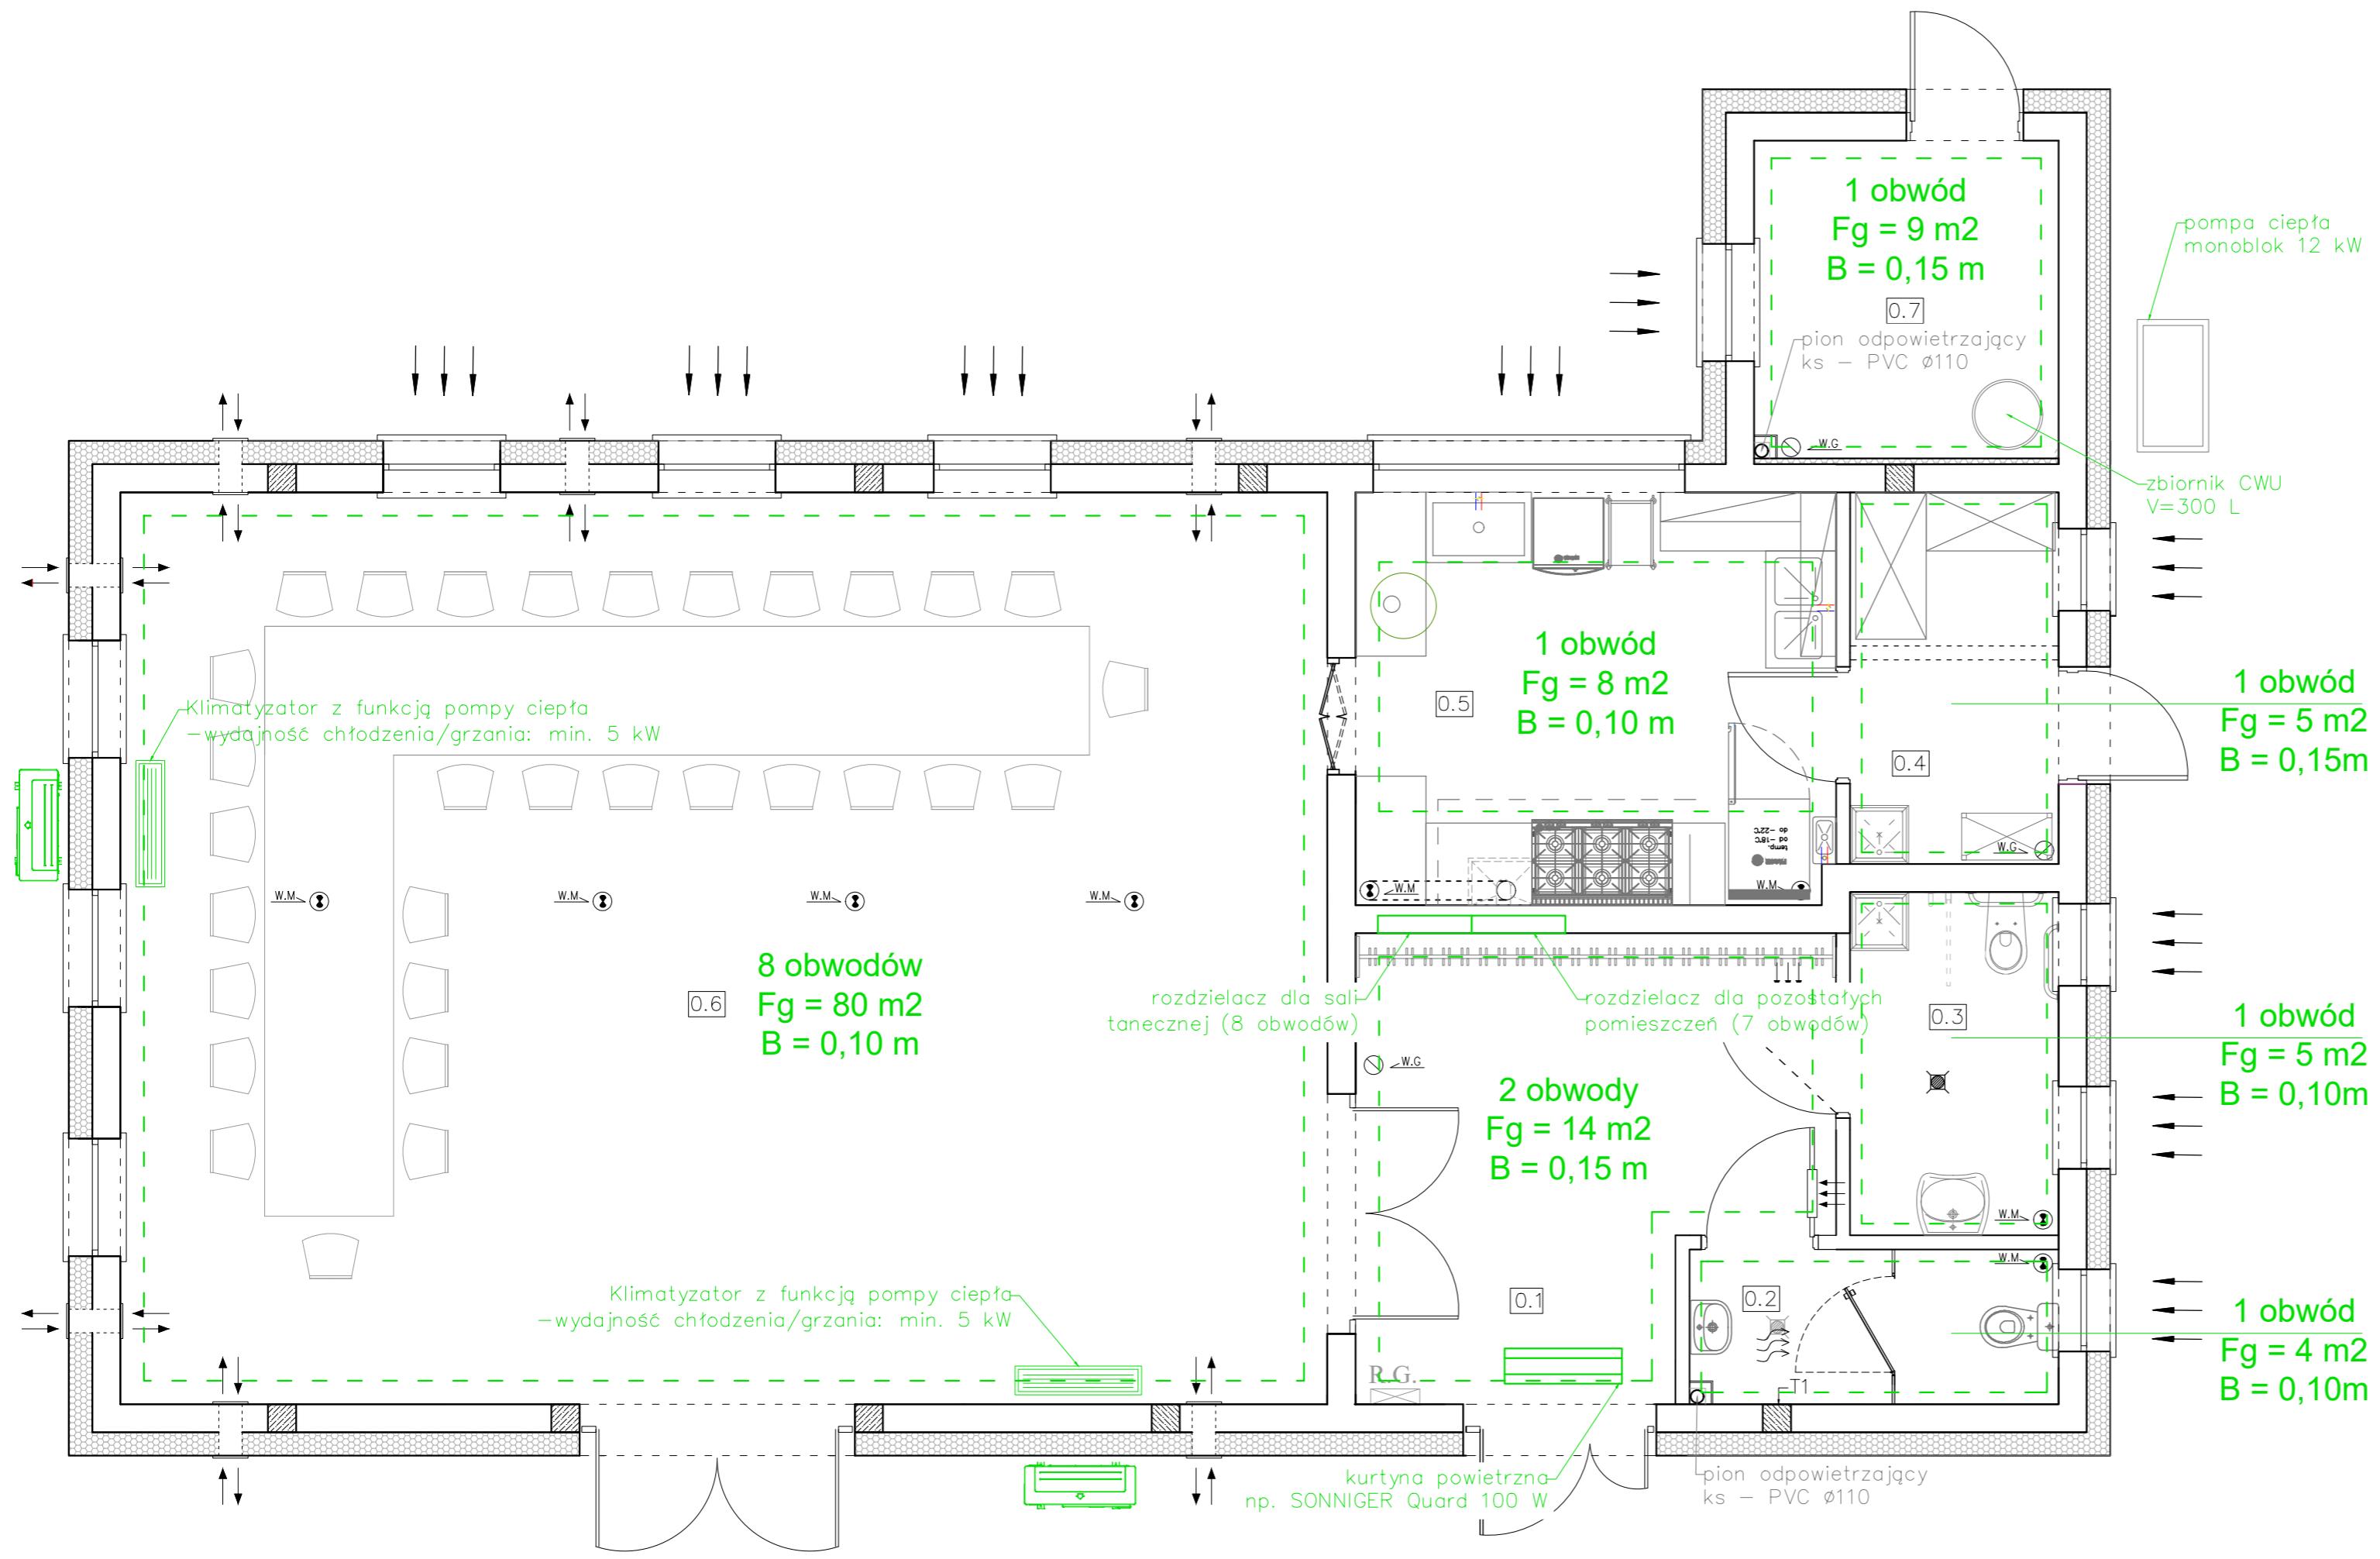 1 obwód
Fg = 9 m2
B = 0,15 m
0.7
pion odpowietrzający
ks – PVC ø110
W.G
pompa ciepła
monoblok 12 kW
zbiornik CWU
V=300 L
1 obwód
Fg = 8 m2
B = 0,10 m
0.5
1 obwód
Fg = 5 m2
B = 0,15m
0.4
W.G
temp.
od -18°C
do -22°C
W.M
W.M
Klimatyzator z funkcją pompy ciepła
-wydajność chłodzenia/grzania: min. 5 kW
W.M
W.M
W.M
W.M
8 obwodów
Fg = 80 m2
B = 0,10 m
0.6
rozdzielacz dla sali
tanecznej (8 obwodów)
rozdzielacz dla pozostałych
pomieszczeń (7 obwodów)
W.G
0.3
1 obwód
Fg = 5 m2
B = 0,10m
2 obwody
Fg = 14 m2
B = 0,15 m
W.M
W.M
Klimatyzator z funkcją pompy ciepła
-wydajność chłodzenia/grzania: min. 5 kW
0.1
0.2
1 obwód
Fg = 4 m2
B = 0,10m
R.G.
T1
kurtyna powietrzna
np. SONNIGER Quard 100 W
pion odpowietrzający
ks – PVC ø110